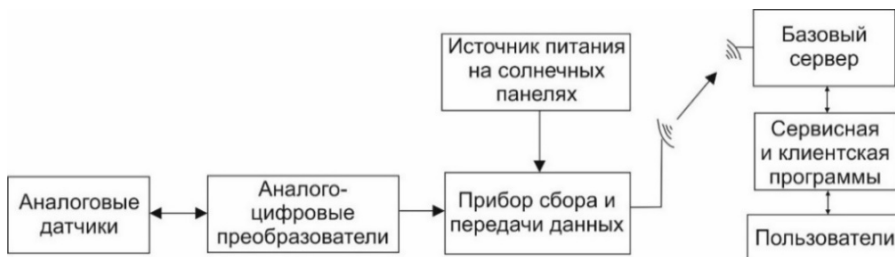 Источник питания
на солнечных
панелях
Базовый
сервер
Сервисная
и клиентская
программы
Аналоговые
датчики
Аналого-
цифровые
преобразователи
Прибор сбора и
передачи данных
Пользователи